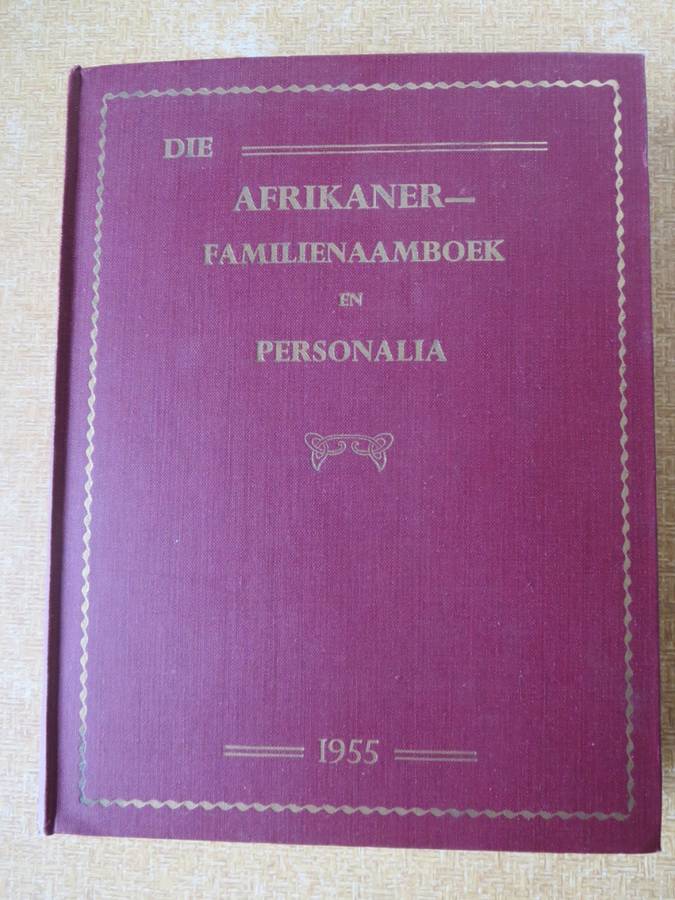 DIE
AFRIKANER—
FAMILIENAAMBOEK
EN
PERSONALIA
1955